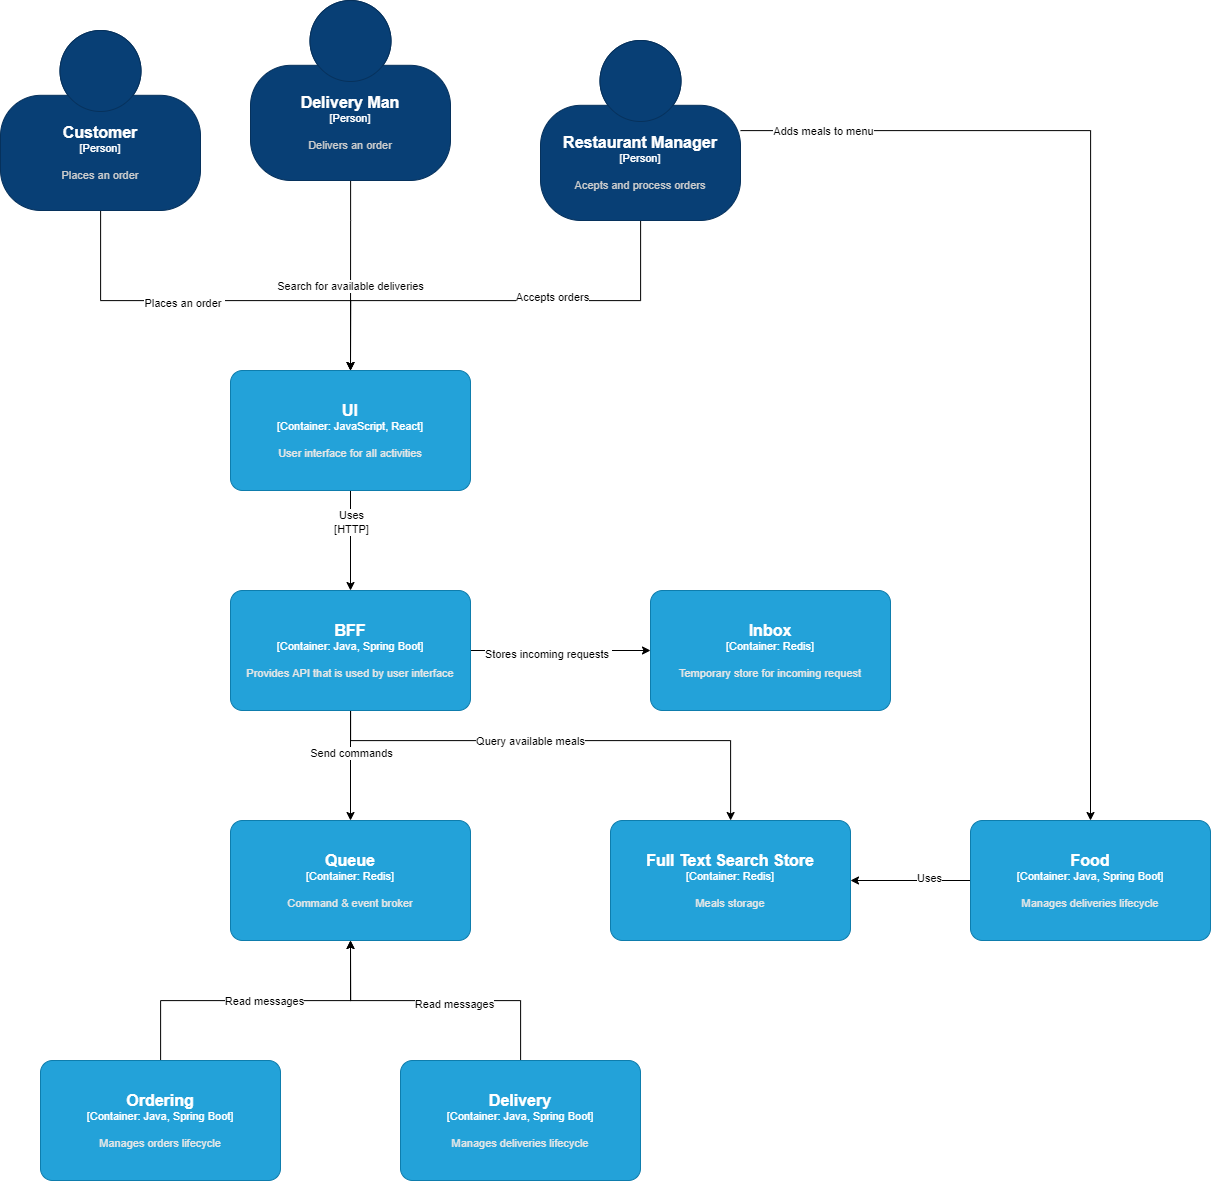 Delivery Man
[Person]
Delivers an order
Customer
[Person]
Places an order
Restaurant Manager
[Person]
Acepts and process orders
Adds meals to menu
Search for available deliveries
Places an order
Accepts orders
UI
[Container: JavaScript, React]
User interface for all activities
Uses
[HTTP]
BFF
[Container: Java, Spring Boot]
Provides API that is used by user interface
Stores incoming requests
Inbox
[Container: Redis]
Temporary store for incoming request
Send commands
Query available meals
Queue
[Container: Redis]
Command & event broker
Full Text Search Store
[Container: Redis]
Meals storage
Uses
Food
[Container: Java, Spring Boot]
Manages deliveries lifecycle
Read messages
Read messages
Ordering
[Container: Java, Spring Boot]
Manages orders lifecycle
Delivery
[Container: Java, Spring Boot]
Manages deliveries lifecycle